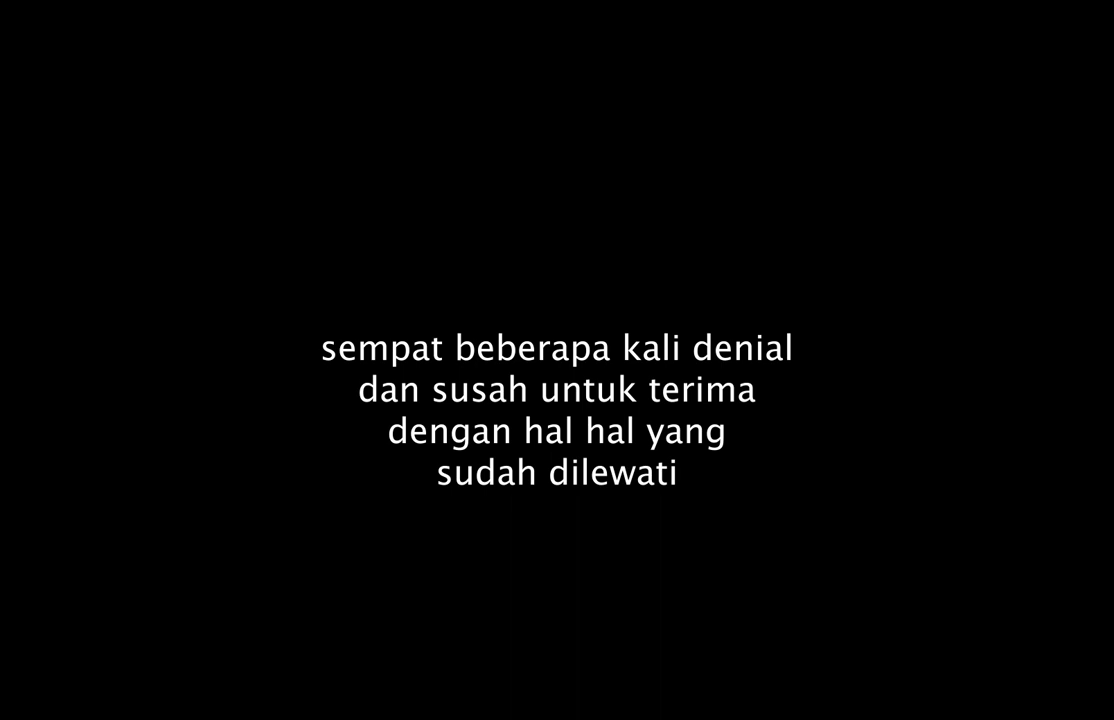 sempat beberapa kali denial
dan susah untuk terima
dengan hal hal yang
sudah dilewati